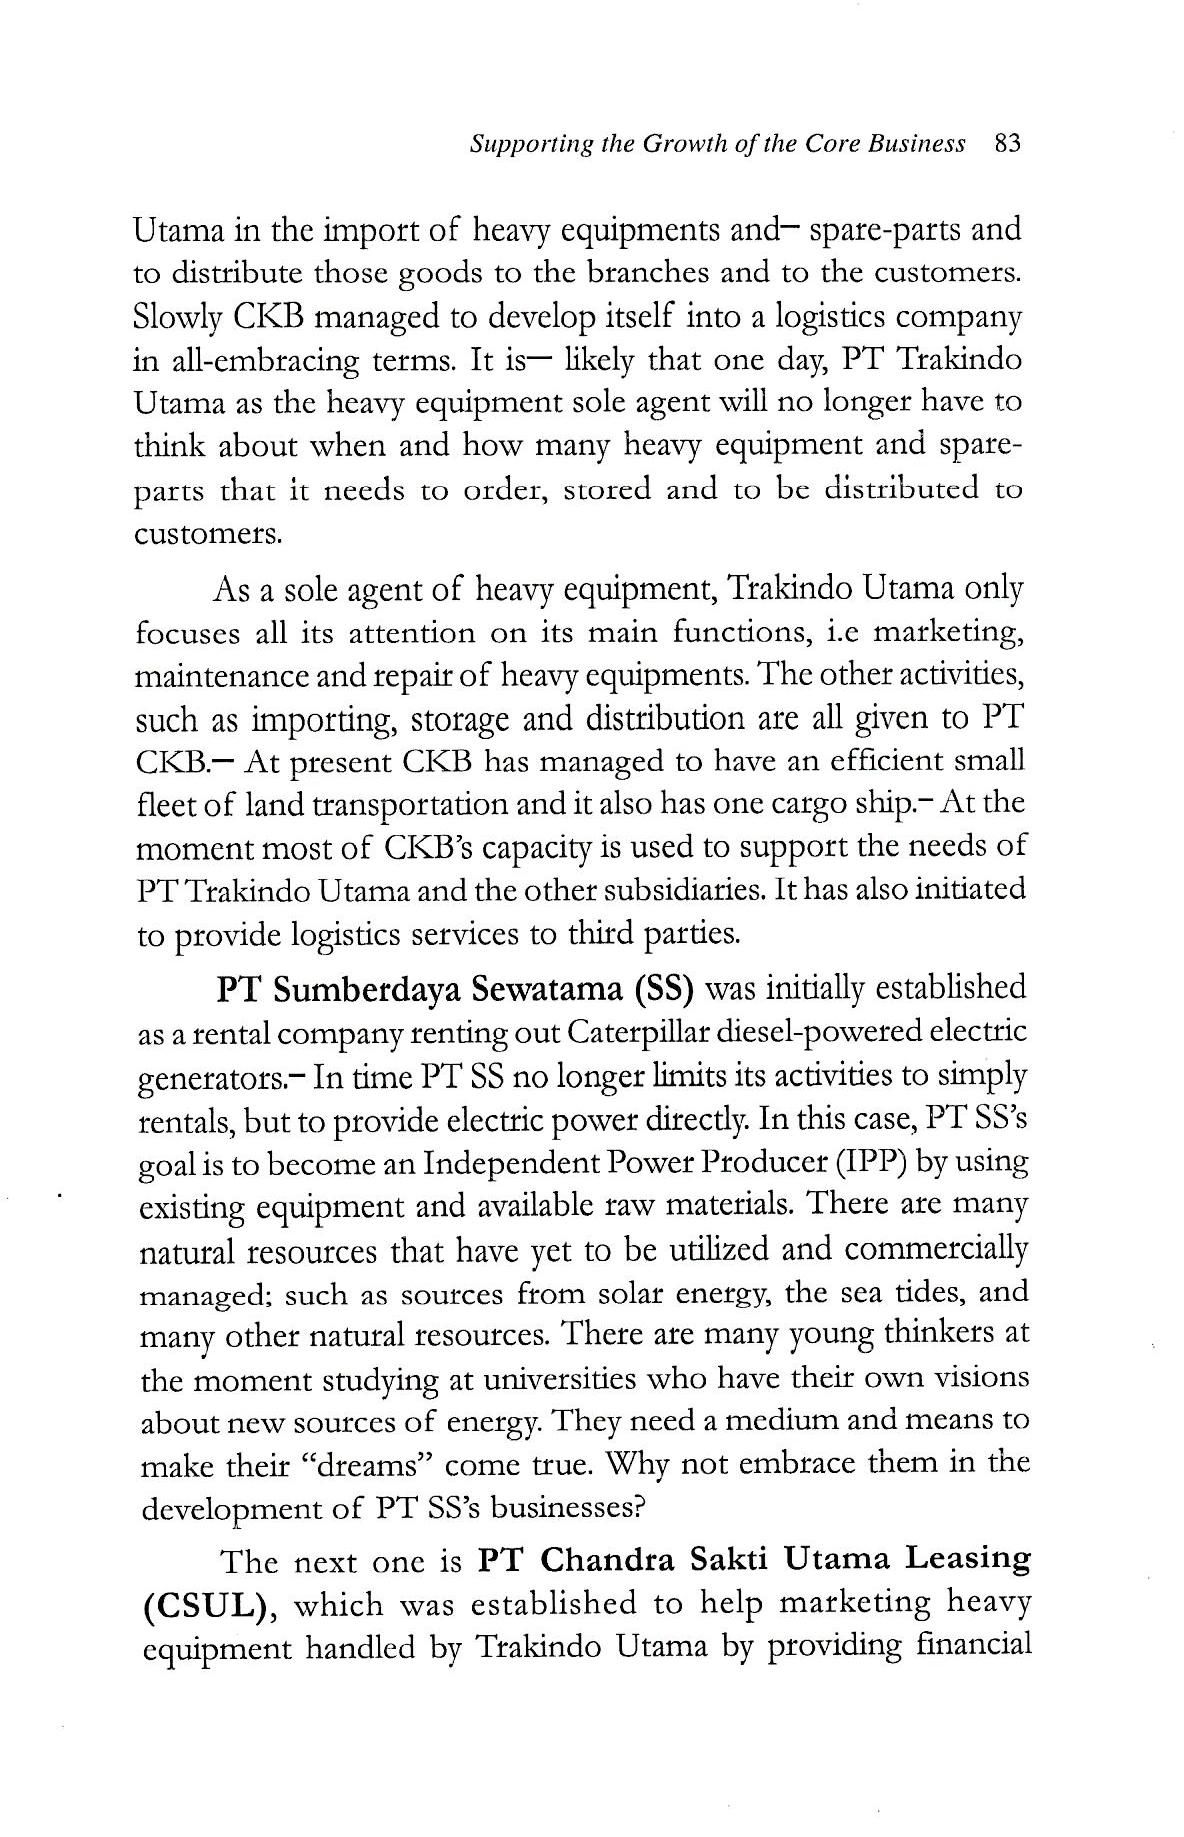 Supporting the Growth of the Core Business 83
Utama in the import of heavy equipments and– spare-parts and
to distribute those goods to the branches and to the customers.
Slowly CKB managed to develop itself into a logistics company
in all-embracing terms. It is– likely that one day, PT Trakindo
Utama as the heavy equipment sole agent will no longer have to
think about when and how many heavy equipment and spare-
parts that it needs to order, stored and to be distributed to
customers.
As a sole agent of heavy equipment, Trakindo Utama only
focuses all its attention on its main functions, i.e marketing,
maintenance and repair of heavy equipments. The other activities,
such as importing, storage and distribution are all given to PT
CKB.– At present CKB has managed to have an efficient small
fleet of land transportation and it also has one cargo ship.– At the
moment most of CKB’s capacity is used to support the needs of
PT Trakindo Utama and the other subsidiaries. It has also initiated
to provide logistics services to third parties.
PT Sumberdaya Sewatama (SS) was initially established
as a rental company renting out Caterpillar diesel-powered electric
generators.– In time PT SS no longer limits its activities to simply
rentals, but to provide electric power directly. In this case, PT SS’s
goal is to become an Independent Power Producer (IPP) by using
existing equipment and available raw materials. There are many
natural resources that have yet to be utilized and commercially
managed; such as sources from solar energy, the sea tides, and
many other natural resources. There are many young thinkers at
the moment studying at universities who have their own visions
about new sources of energy. They need a medium and means to
make their “dreams” come true. Why not embrace them in the
development of PT SS’s businesses?
The next one is PT Chandra Sakti Utama Leasing
(CSUL), which was established to help marketing heavy
equipment handled by Trakindo Utama by providing financial